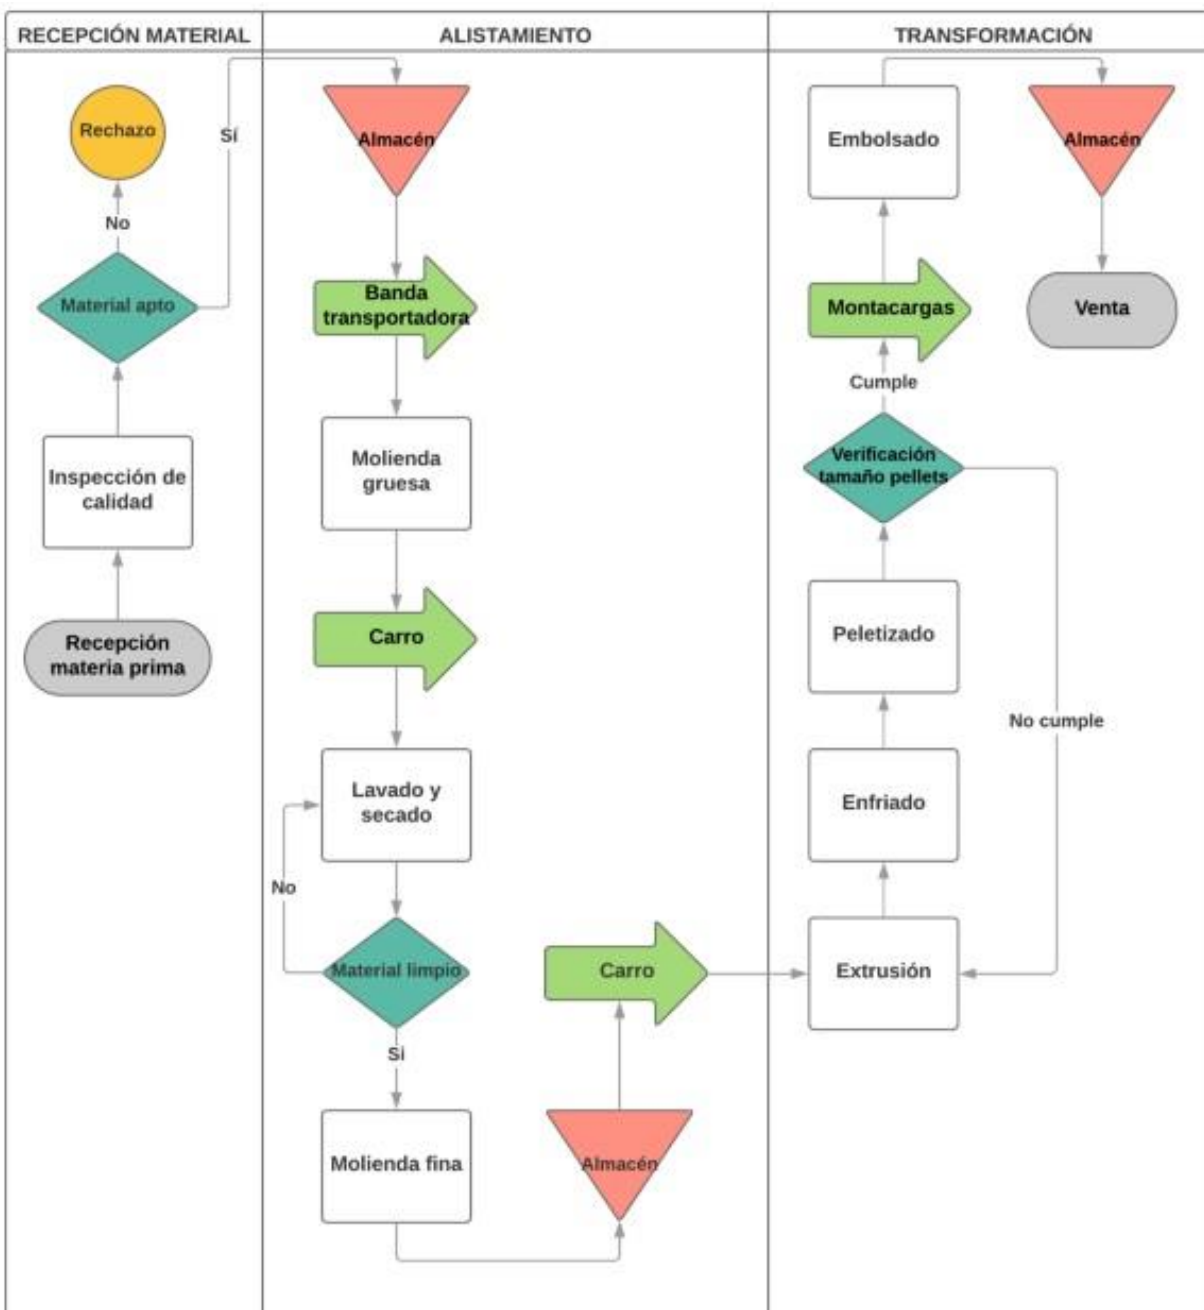 RECEPCIÓN MATERIAL
ALISTAMIENTO
TRANSFORMACIÓN
Rechazo
No
Sí
Material apto
Inspección de
calidad
Recepción
materia prima
Almacén
Banda
transportadora
Molienda
gruesa
Carro
Lavado y
secado
No
Material limpio
Sí
Molienda fina
Almacén
Carro
Extrusión
Enfriado
Peletizado
Verificación
tamaño pellets
No cumple
Cumple
Montacargas
Embolsado
Almacén
Venta